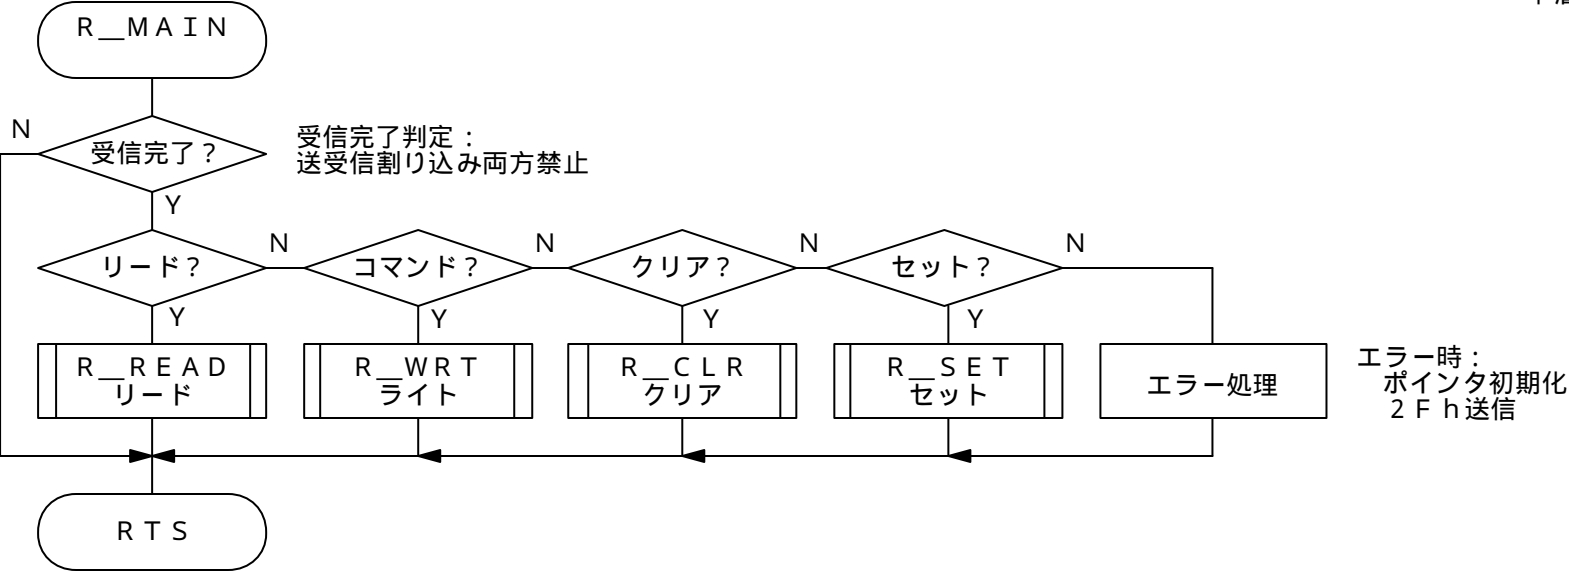 Ｒ＿ＭＡＩＮ
Ｎ
受信完了？
受信完了判定：
送受信割り込み両方禁止
Ｙ
リード？
Ｎ
コマンド？
Ｎ
クリア？
Ｎ
セット？
Ｎ
Ｙ
Ｙ
Ｙ
Ｙ
Ｒ＿ＲＥＡＤ
リード
Ｒ＿ＷＲＴ
ライト
Ｒ＿ＣＬＲ
クリア
Ｒ＿ＳＥＴ
セット
エラー処理
エラー時：
ポインタ初期化
２Ｆｈ送信
ＲＴＳ